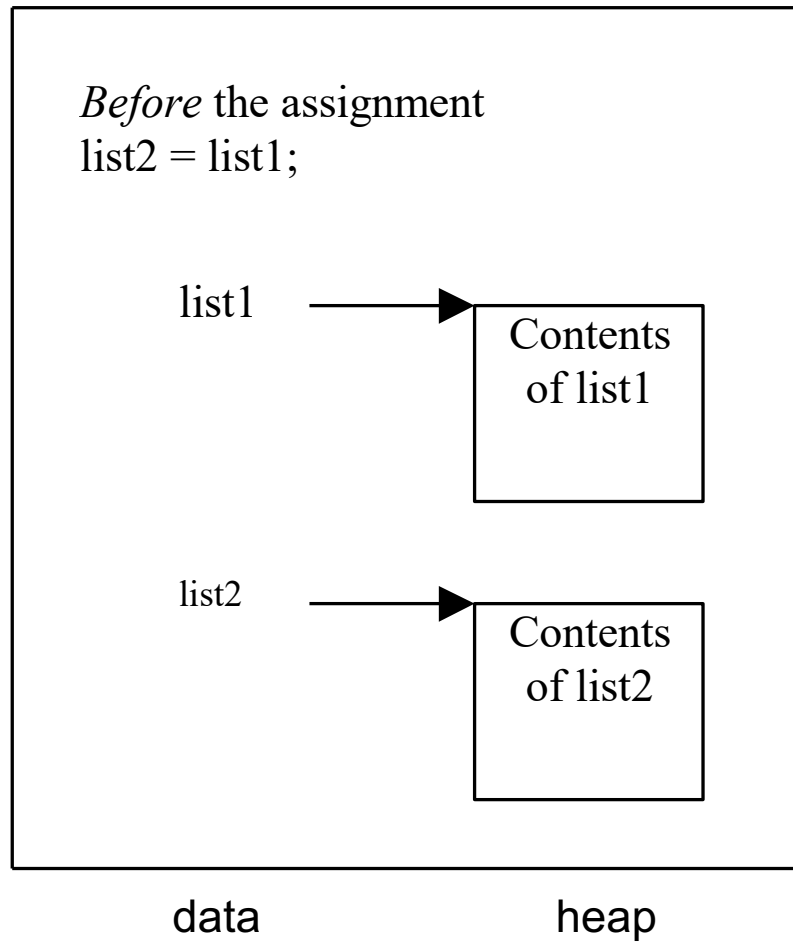 Before the assignment
list2 = list1;
list1
Contents
of list1
list2
Contents
of list2
data heap